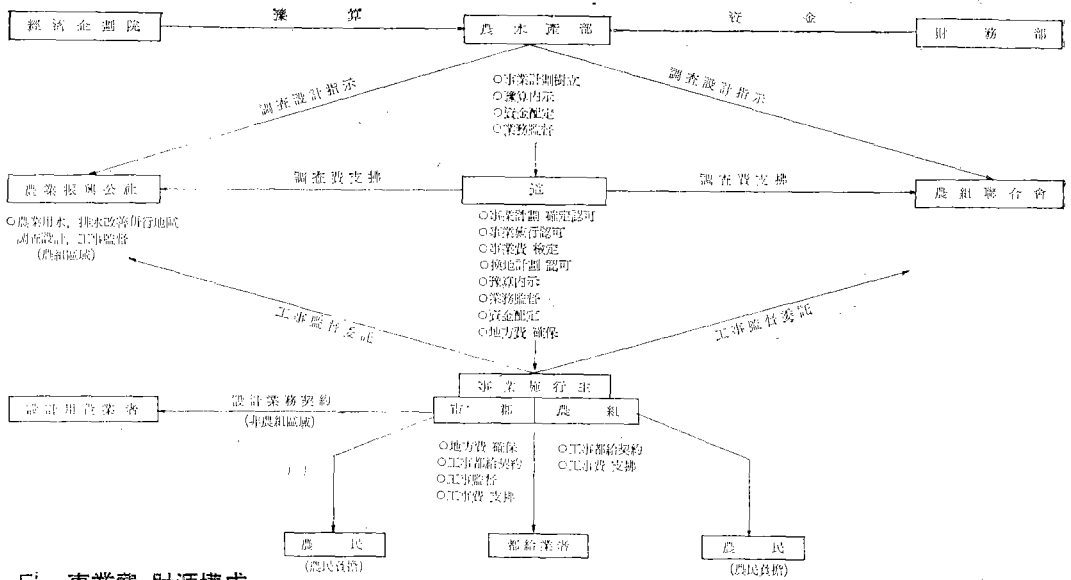 豫 算
資 金
經 濟 企 劃 院
農 水 産 部
財 務 部
調査設計指示
○事業計劃樹立
○豫算內示
○資金配定
○業務監督
調査設計指示
農業振興公社
調査費支拂
道
調査費支拂
農組聯合會
○農業用水, 排水改善併行地區
調査設計, 工事監督
(農組區域)
○事業計劃 確定認可
○事業施行認可
○事業費 檢定
○換地計劃 認可
○豫算內示
○業務監督
○資金配定
○地方費 確保
工事監督委託
工事監督委託
事業施行主
設計用役業者
設計業務契約
(非農組區域)
市 郡
農 組
○地方費 確保
○工事都給契約
○工事監督
○工事費 支拂
○工事都給契約
○工事費 支拂
農 民
(農民負擔)
都給業者
農 民
(農民負擔)
事業費 財源構成